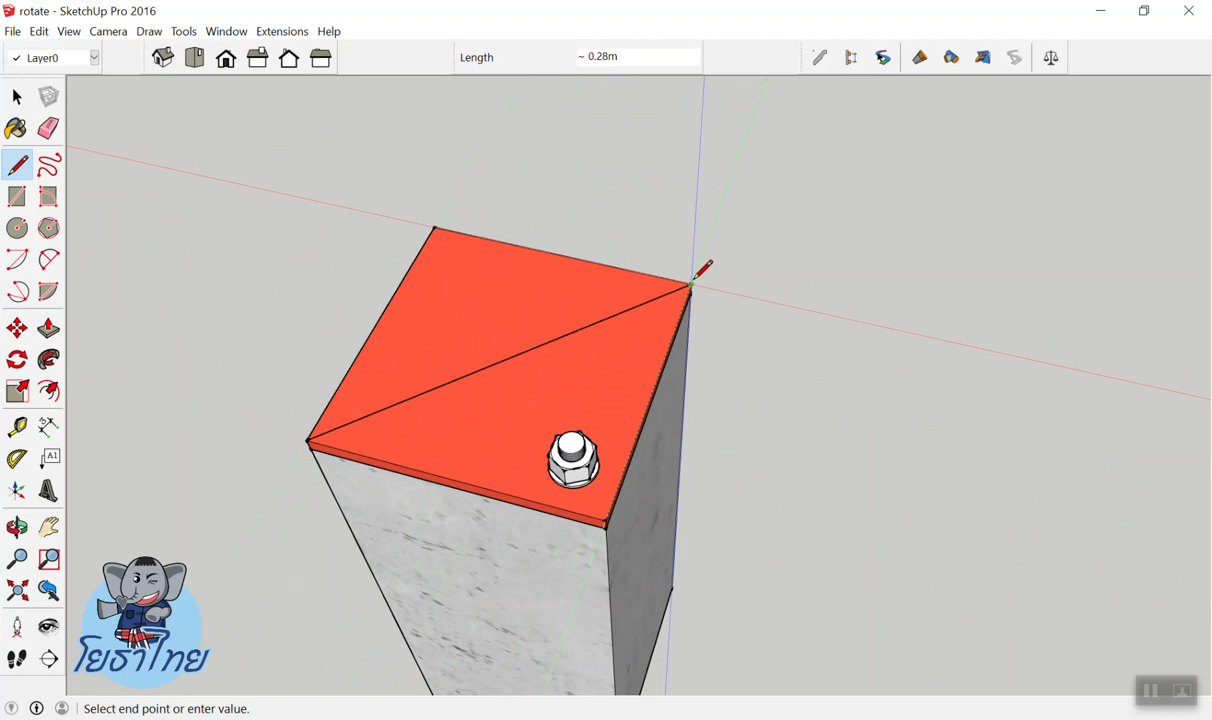 rotate - SketchUp Pro 2016
File Edit View Camera Draw Tools Window Extensions Help
Layer0
Length ~ 0.28m
A1
โยธาไทย
Select end point or enter value.